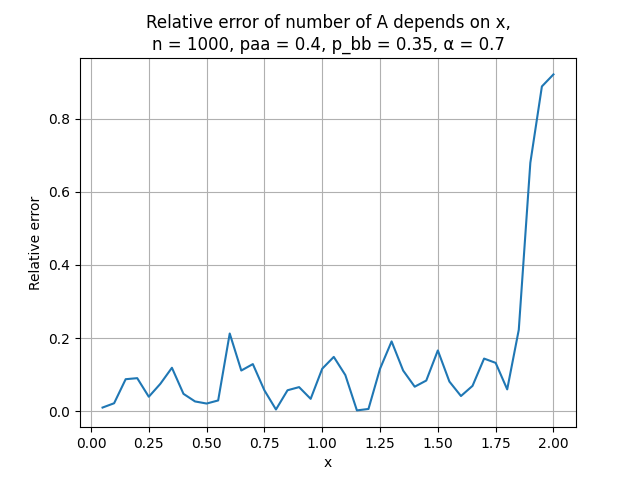 Relative error of number of A depends on x,
n = 1000, paa = 0.4, p_bb = 0.35, α = 0.7
Relative error
0.8
0.6
0.4
0.2
0.0
0.00 0.25 0.50 0.75 1.00 1.25 1.50 1.75 2.00
x